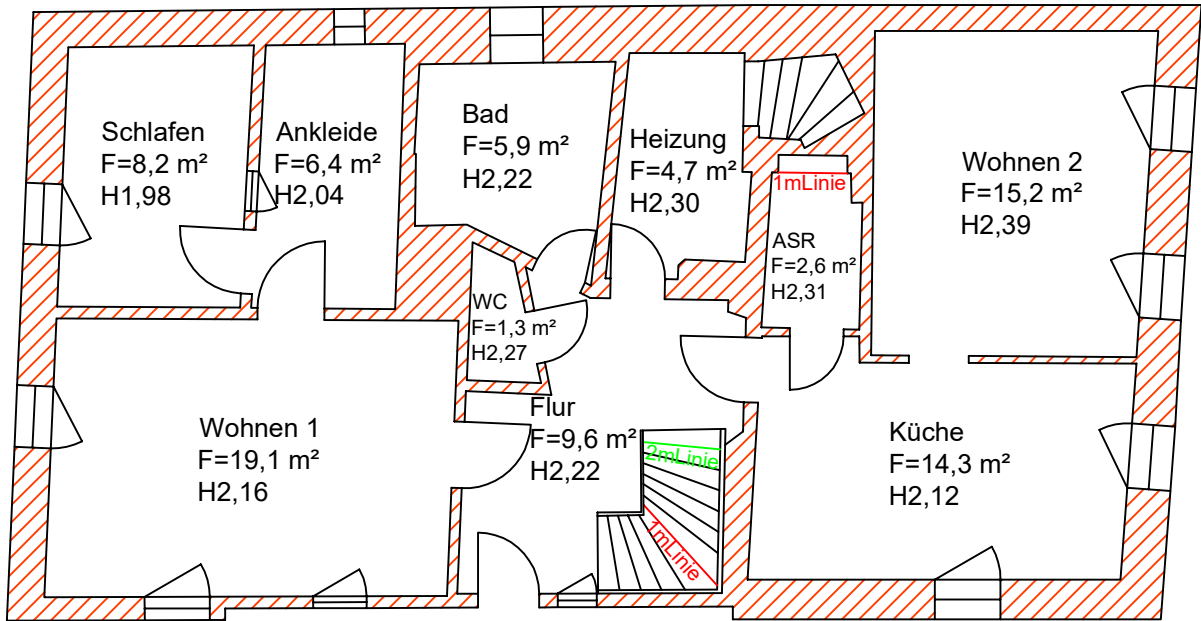 Schlafen
F=8,2 m²
H1,98
Ankleide
F=6,4 m²
H2,04
Bad
F=5,9 m²
H2,22
Heizung
F=4,7 m²
H2,30
1mLinie
Wohnen 2
F=15,2 m²
H2,39
ASR
F=2,6 m²
H2,31
WC
F=1,3 m²
H2,27
Wohnen 1
F=19,1 m²
H2,16
Flur
F=9,6 m²
H2,22
2mLinie
1mLinie
Küche
F=14,3 m²
H2,12